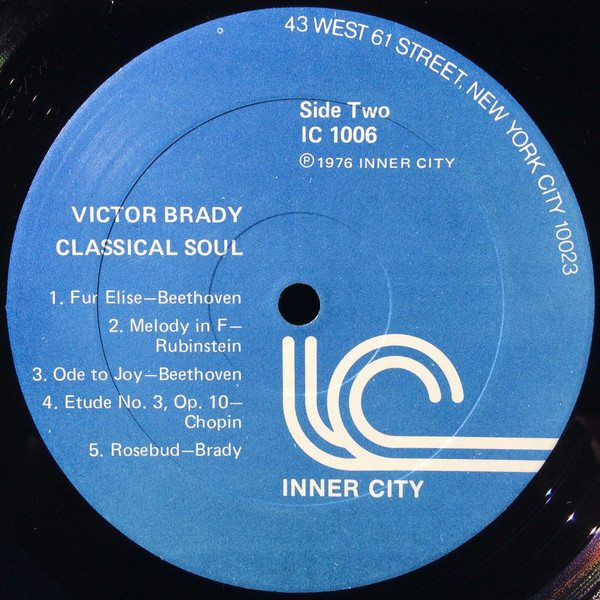 43 WEST 61 STREET, NEW YORK CITY 10023
Side Two
IC 1006
Ⓟ 1976 INNER CITY
VICTOR BRADY
CLASSICAL SOUL
1. Fur Elise—Beethoven
2. Melody in F—
Rubinstein
3. Ode to Joy—Beethoven
4. Etude No. 3, Op. 10—
Chopin
5. Rosebud—Brady
IC
INNER CITY